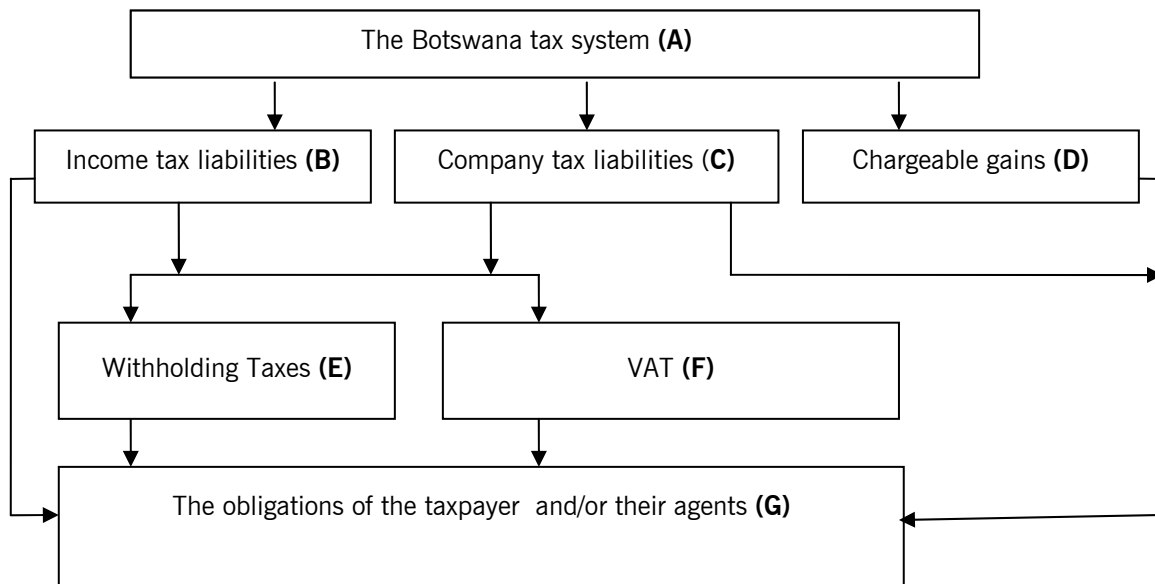 The Botswana tax system (A)
Income tax liabilities (B)
Company tax liabilities (C)
Chargeable gains (D)
Withholding Taxes (E)
VAT (F)
The obligations of the taxpayer and/or their agents (G)